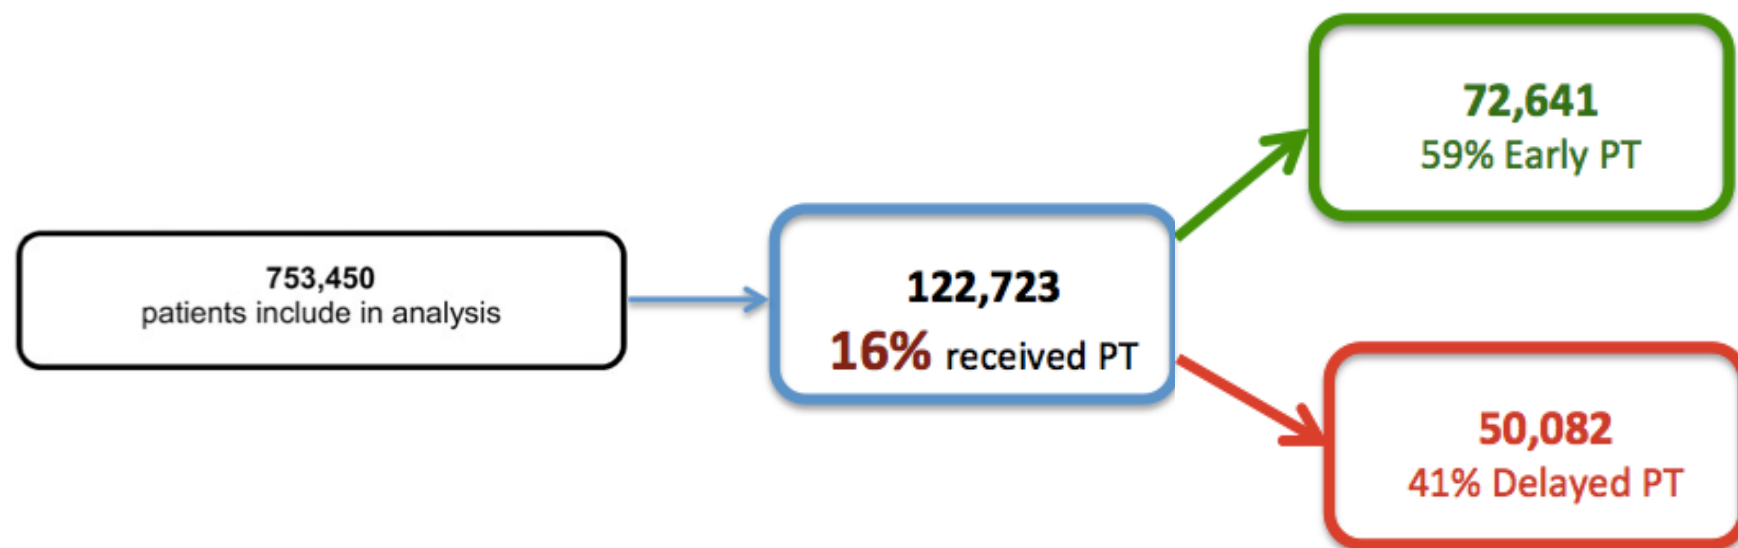 753,450
patients include in analysis
122,723
16% received PT
72,641
59% Early PT
50,082
41% Delayed PT